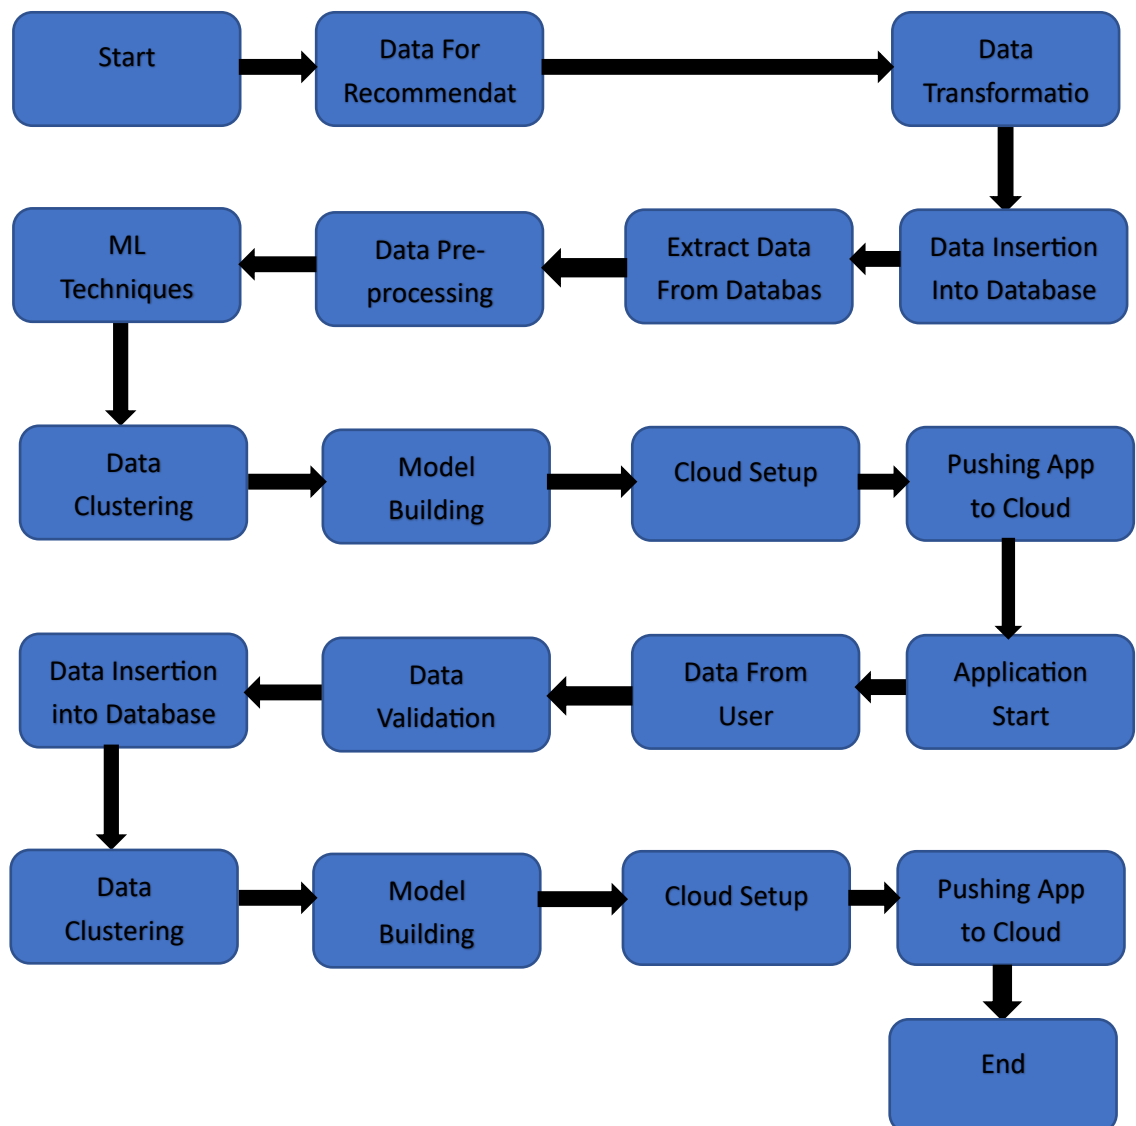 Start
Data For
Recommendat
Data
Transformatio
Data Insertion
Into Database
Extract Data
From Databas
Data Pre-
processing
ML
Techniques
Data
Clustering
Model
Building
Cloud Setup
Pushing App
to Cloud
Application
Start
Data From
User
Data
Validation
Data Insertion
into Database
Data
Clustering
Model
Building
Cloud Setup
Pushing App
to Cloud
End